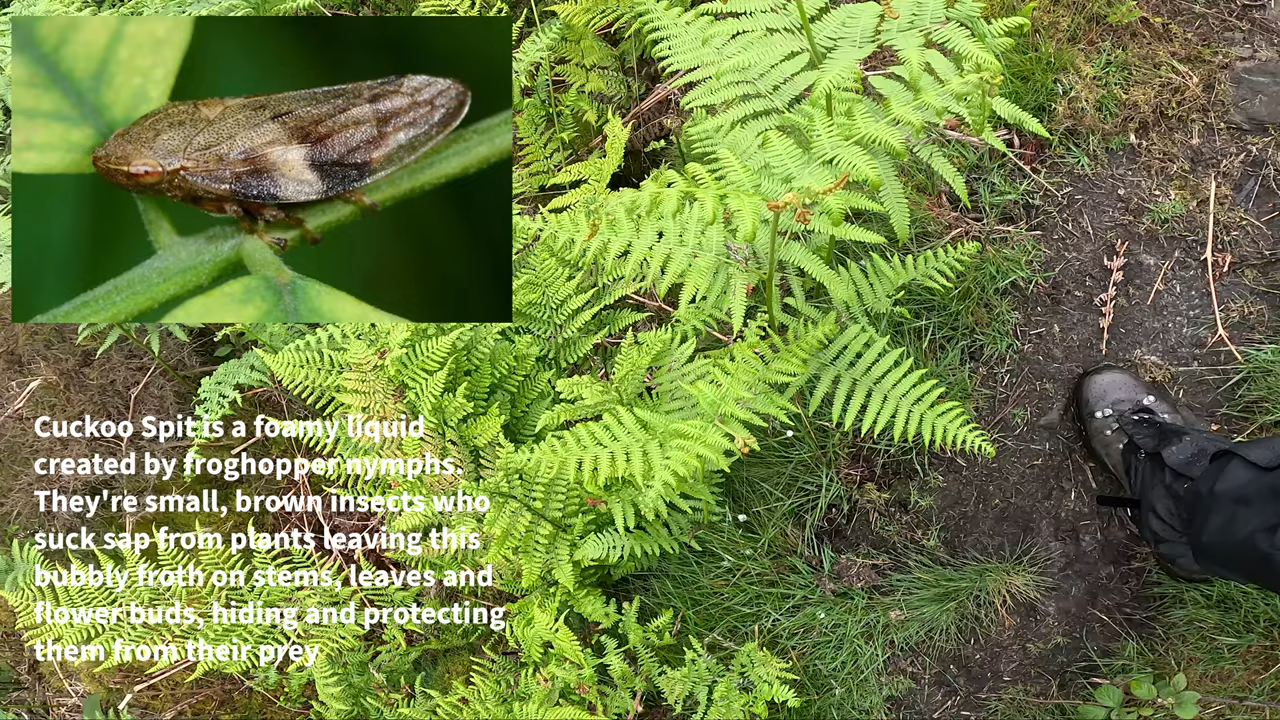 Cuckoo Spit is a foamy liquid
created by froghopper nymphs.
They're small, brown insects who
suck sap from plants leaving this
bubbly froth on stems, leaves and
flower buds, hiding and protecting
them from their prey